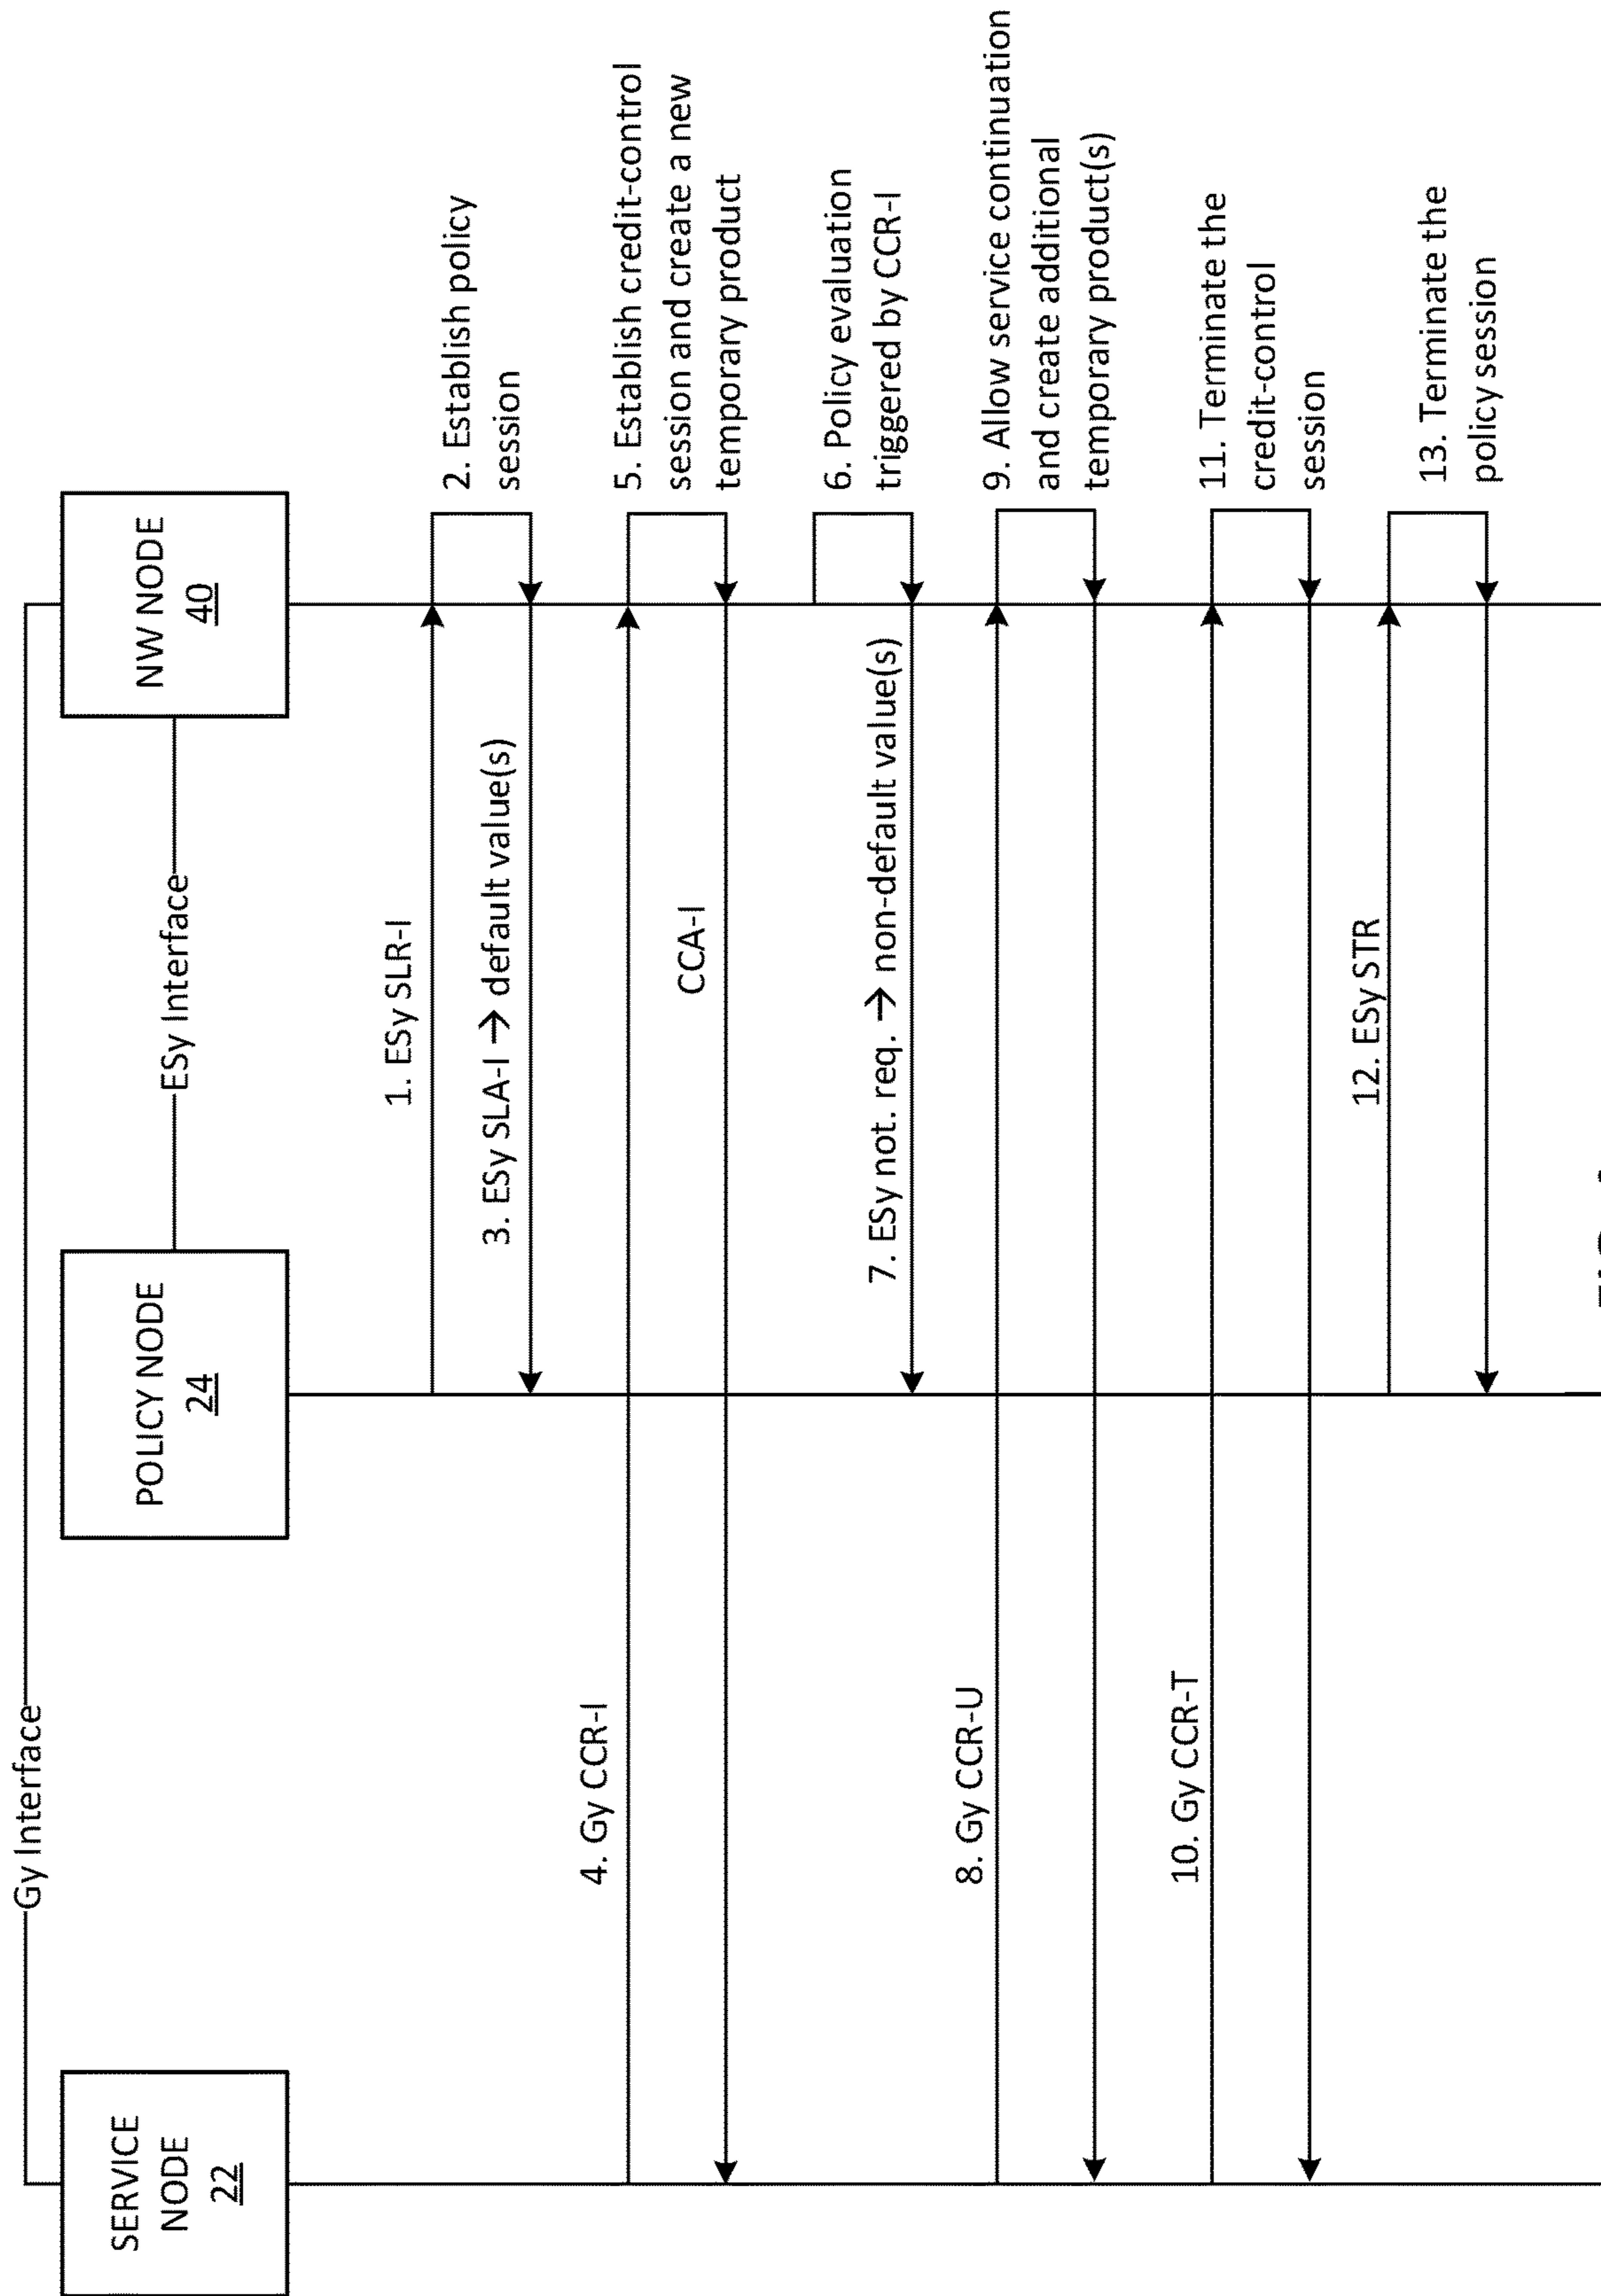 Gy Interface
SERVICE
NODE
22
POLICY NODE
24
ESy Interface
NW NODE
40
1. ESy SLR-I
2. Establish policy
session
3. ESy SLA-I → default value(s)
4. Gy CCR-I
5. Establish credit-control
session and create a new
temporary product
CCA-I
6. Policy evaluation
triggered by CCR-I
7. ESy not. req. → non-default value(s)
8. Gy CCR-U
9. Allow service continuation
and create additional
temporary product(s)
10. Gy CCR-T
11. Terminate the
credit-control
session
12. ESy STR
13. Terminate the
policy session